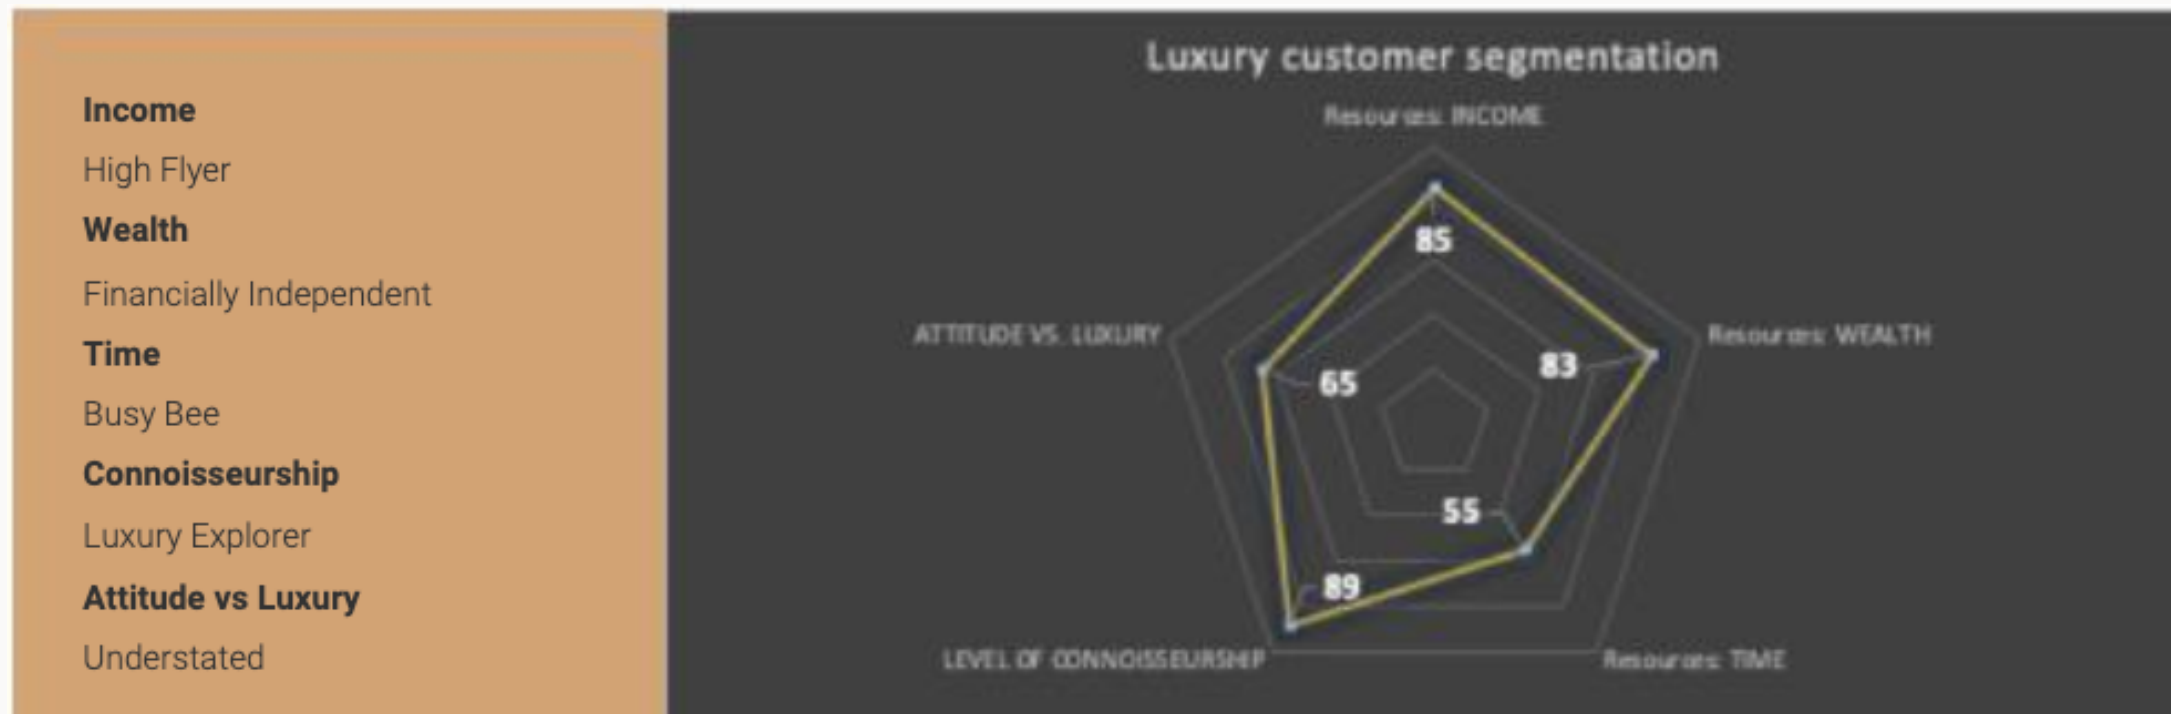 Income
High Flyer
Wealth
Financially Independent
Time
Busy Bee
Connoisseurship
Luxury Explorer
Attitude vs Luxury
Understated
Luxury customer segmentation
Resources: INCOME
85
ATTITUDE VS. LUXURY
Resources: WEALTH
83
65
55
89
LEVEL OF CONNOISSEURSHIP
Resources: TIME